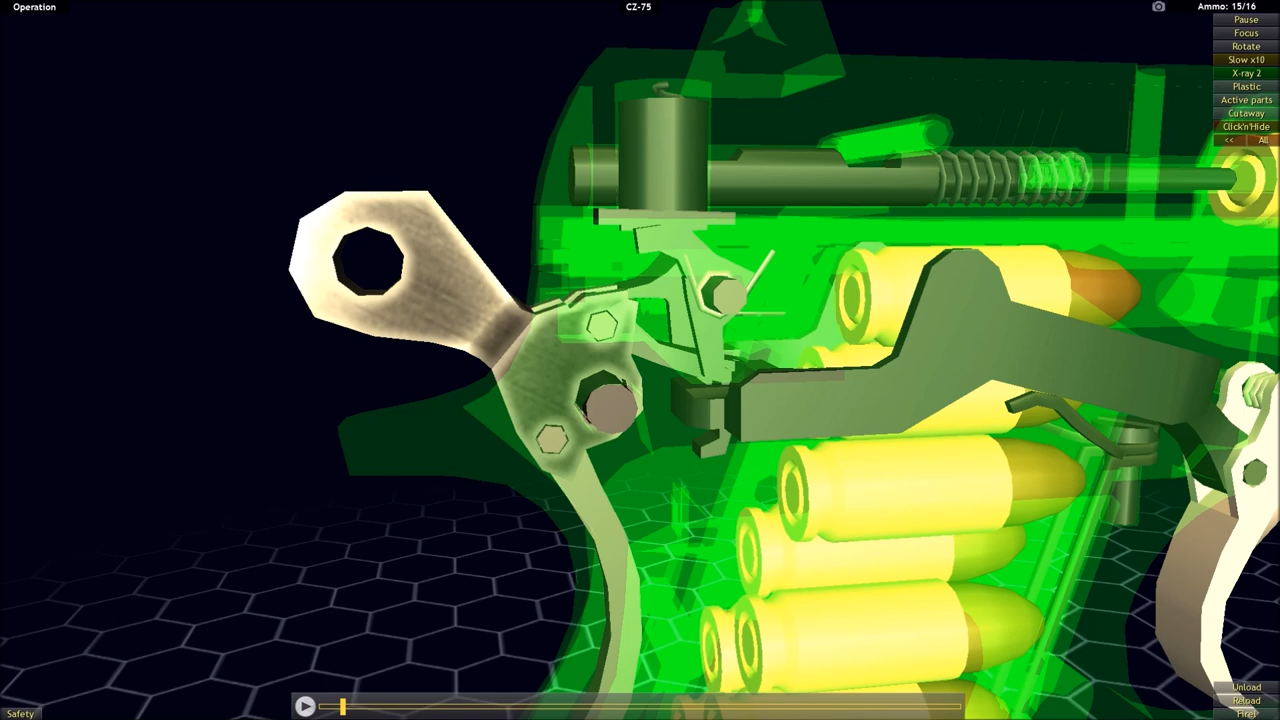 Operation
CZ-75
Ammo: 15/16
Pause
Focus
Rotate
Slow x10
X-ray 2
Plastic
Active parts
Cutaway
Click'n'Hide
<< All
Unload
Reload
Fire!
Safety